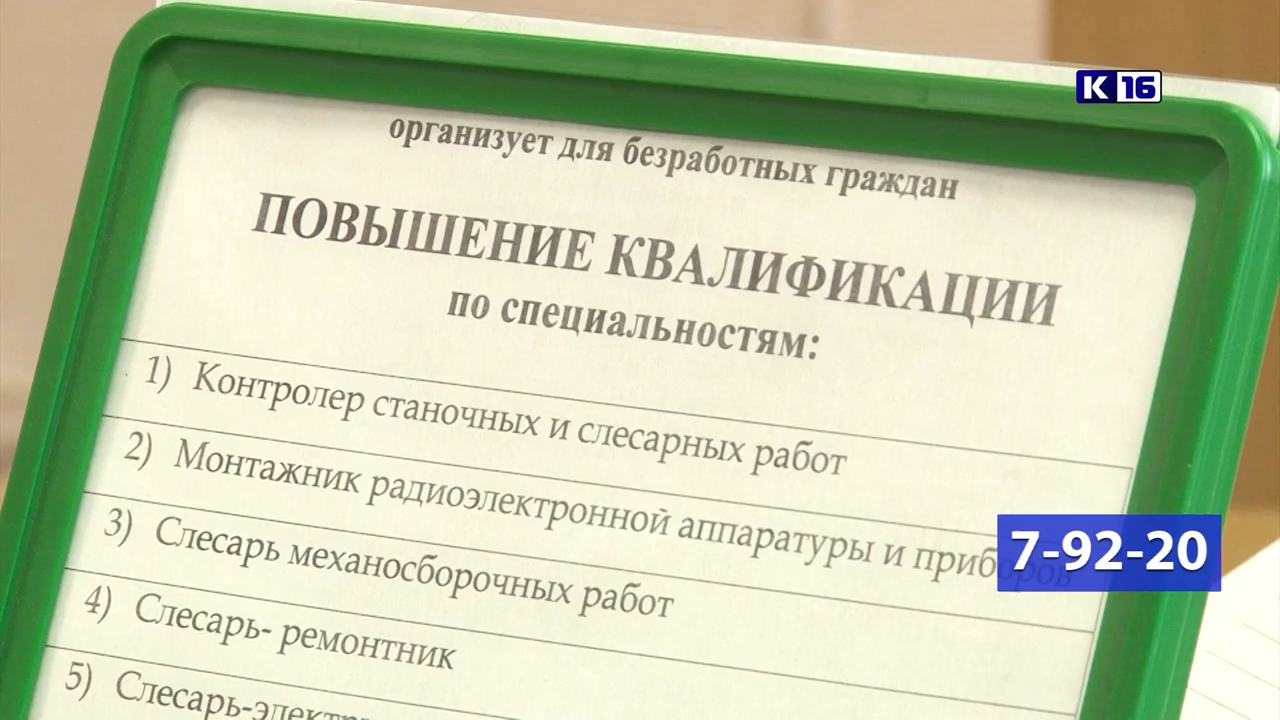 К 16
организует для безработных граждан
ПОВЫШЕНИЕ КВАЛИФИКАЦИИ
по специальностям:
1) Контролер станочных и слесарных работ
2) Монтажник радиоэлектронной аппаратуры и приборов
7-92-20
3) Слесарь механосборочных работ
4) Слесарь- ремонтник
5)